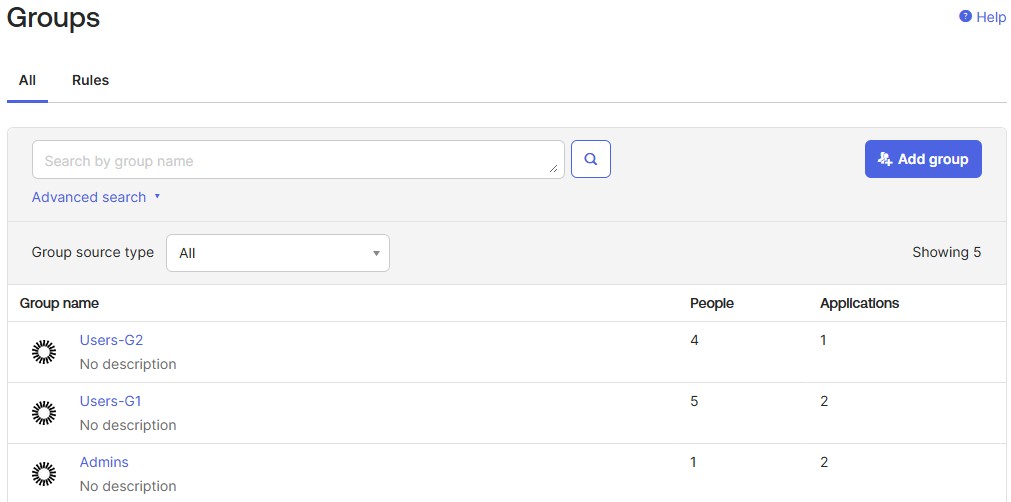 Groups
Help
All Rules
Search by group name
Add group
Advanced search
Group source type All Showing 5
Group name People Applications
Users-G2 4 1
No description
Users-G1 5 2
No description
Admins 1 2
No description